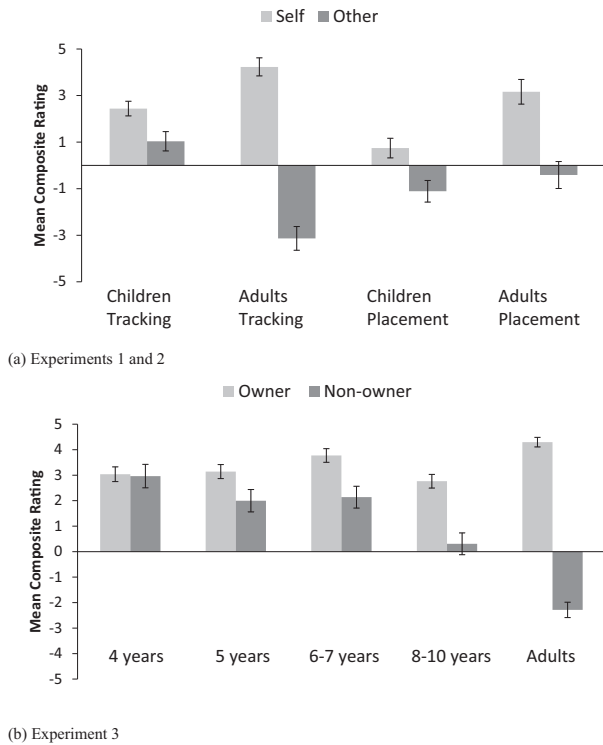 Self Other
Mean Composite Rating
5
3
1
-1
-3
-5
Children Adults Children Adults
Tracking Tracking Placement Placement
(a) Experiments 1 and 2
Owner Non-owner
Mean Composite Rating
5
4
3
2
1
0
-1
-2
-3
-4
-5
4 years 5 years 6-7 years 8-10 years Adults
(b) Experiment 3